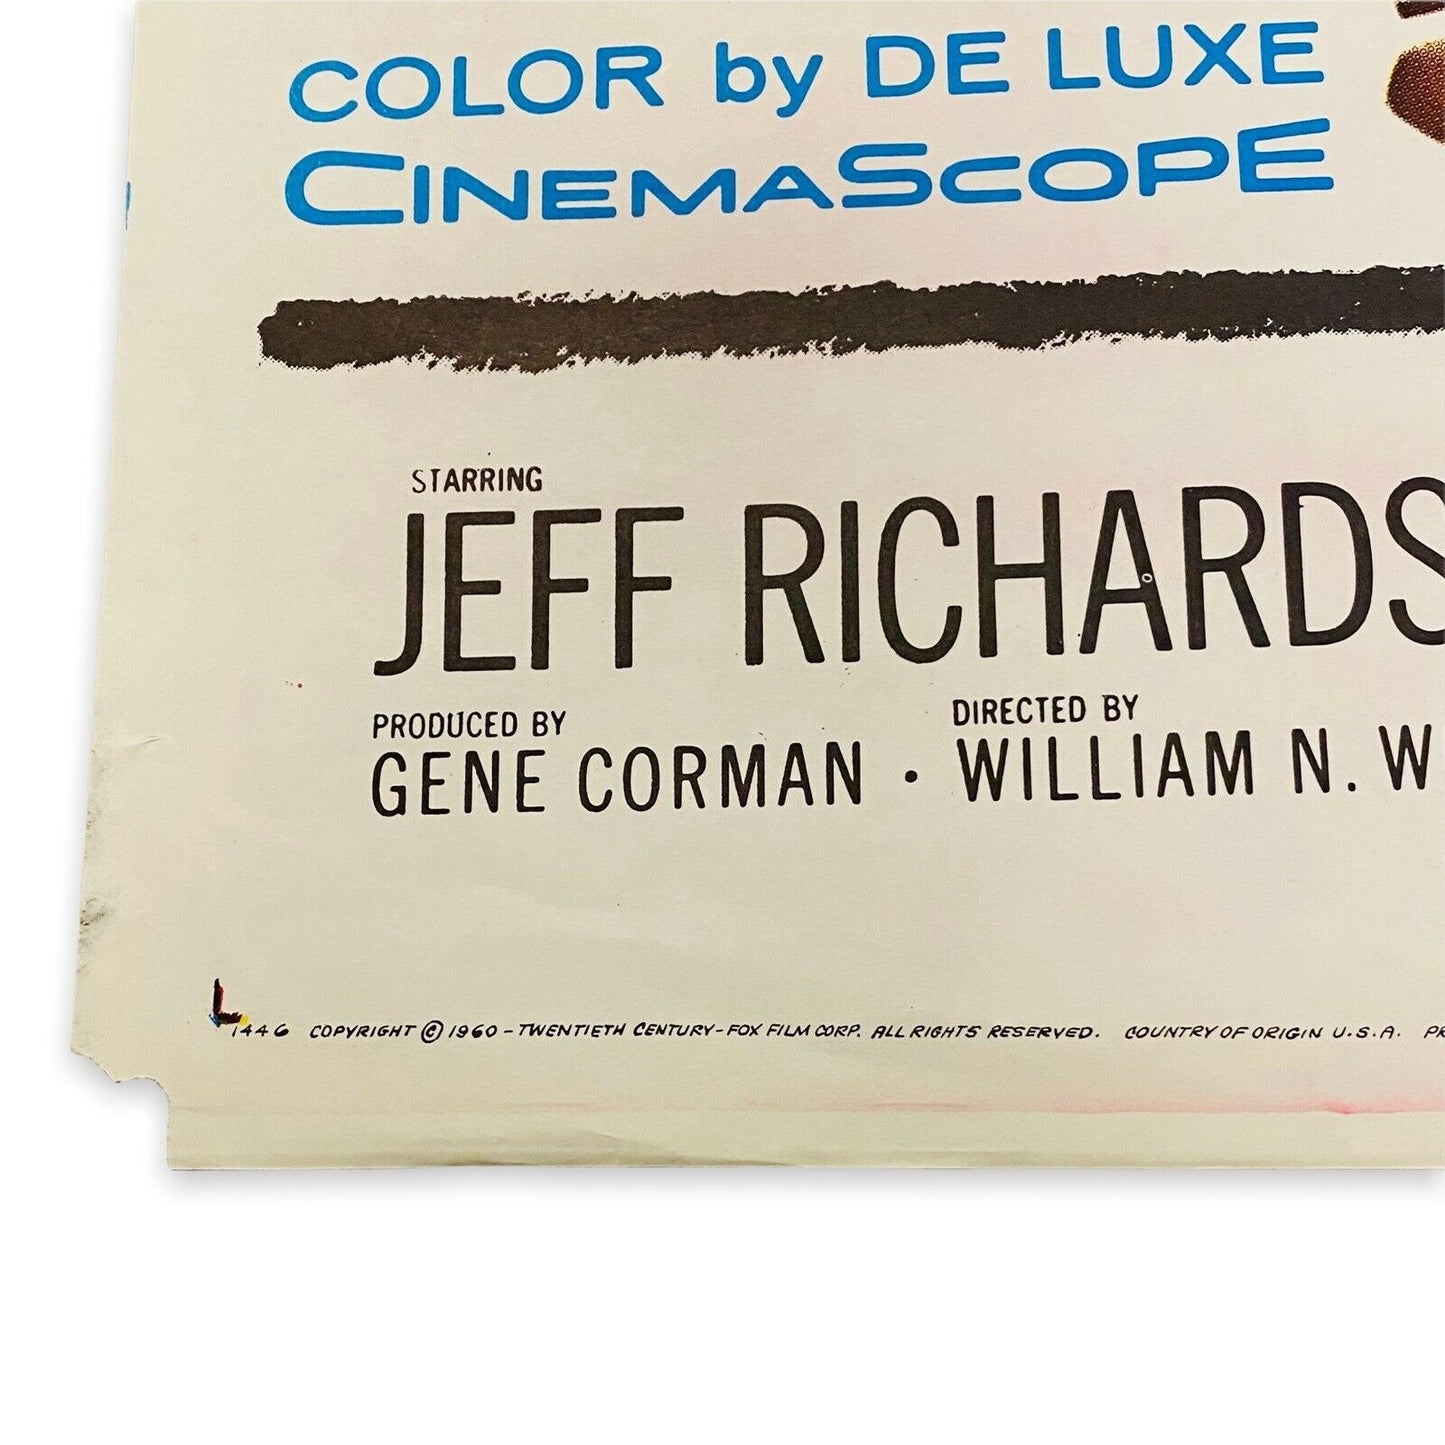 COLOR by DE LUXE
CINEMASCOPE
STARRING
JEFF RICHARDS
PRODUCED BY
GENE CORMAN •
DIRECTED BY
WILLIAM N. W
1446 COPYRIGHT © 1960 - TWENTIETH CENTURY-FOX FILM CORP. ALL RIGHTS RESERVED. COUNTRY OF ORIGIN U.S.A.